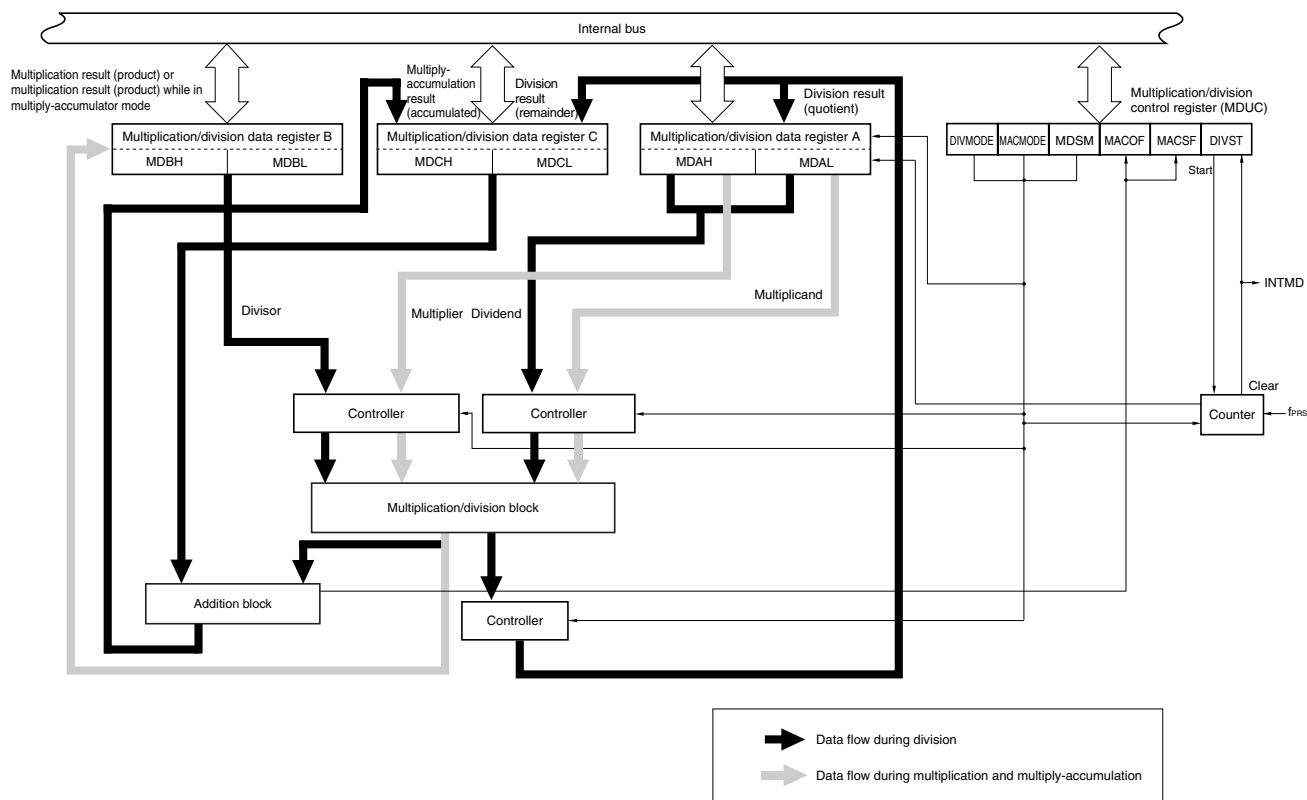 Internal bus
Multiplication result (product) or
multiplication result (product) while in
multiply-accumulator mode
Multiply-
accumulation
result
(accumulated)
Division
result
(remainder)
Division result
(quotient)
Multiplication/division
control register (MDUC)
Multiplication/division data register B
MDBH
MDBL
Multiplication/division data register C
MDCH
MDCL
Multiplication/division data register A
MDAH
MDAL
DIVMODE
MACMODE
MDSM
MACOF
MACSF
DIVST
Start
INTMD
Divisor
Multiplier
Dividend
Multiplicand
Clear
Controller
Controller
Counter
fPRS
Multiplication/division block
Addition block
Controller
Data flow during division
Data flow during multiplication and multiply-accumulation